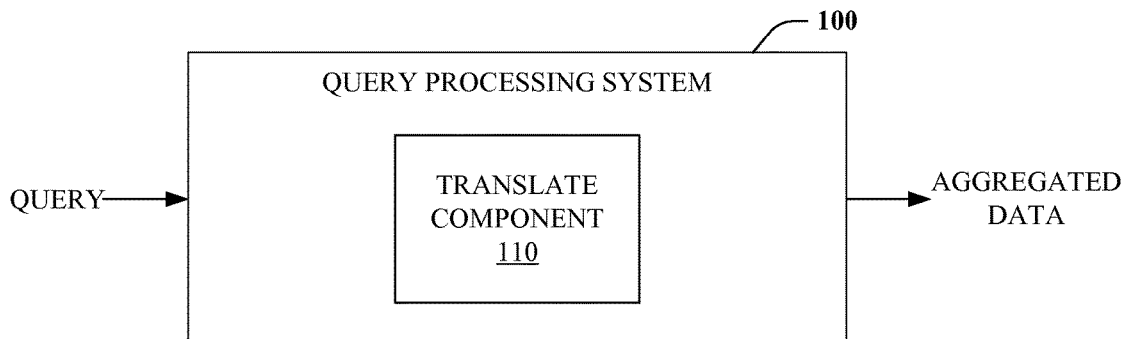 100
QUERY PROCESSING SYSTEM
QUERY
TRANSLATE
COMPONENT
110
AGGREGATED
DATA